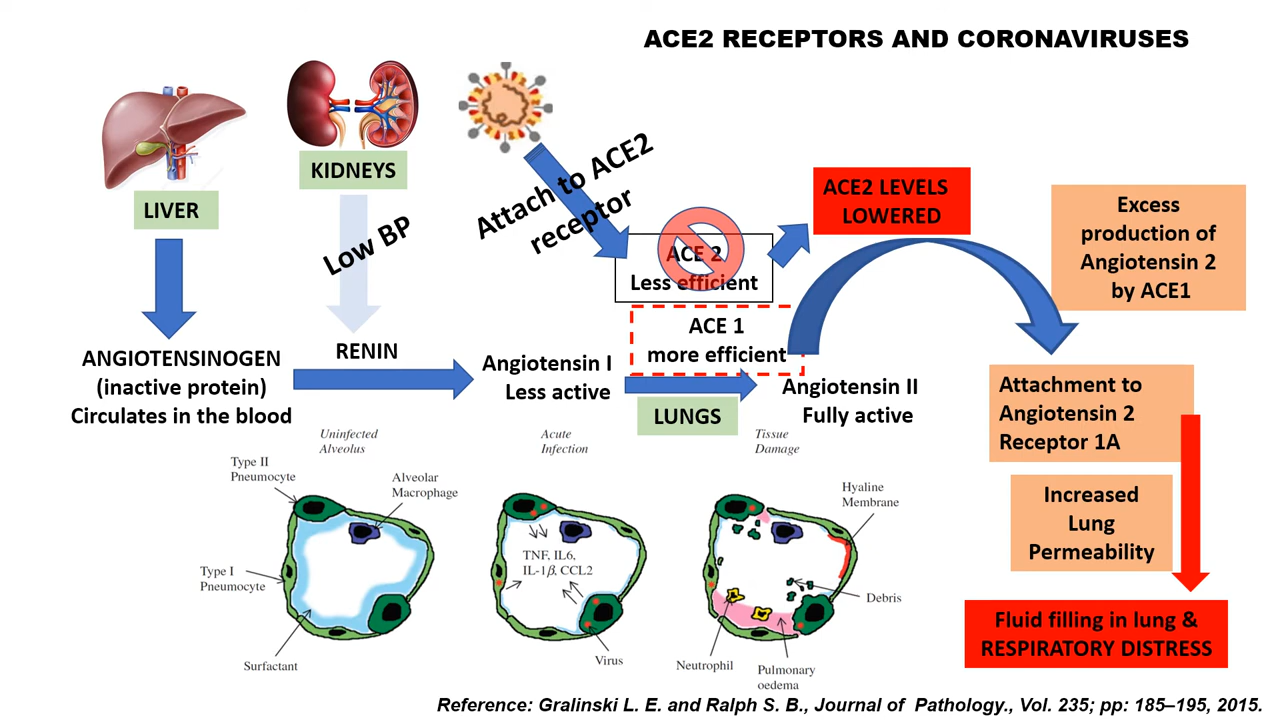 ACE2 RECEPTORS AND CORONAVIRUSES
LIVER
KIDNEYS
Low BP
Attach to ACE2
receptor
ACE 2
Less efficient
ACE2 LEVELS
LOWERED
Excess
production of
Angiotensin 2
by ACE1
ANGIOTENSINOGEN
(inactive protein)
Circulates in the blood
RENIN
Angiotensin I
Less active
ACE 1
more efficient
LUNGS
Angiotensin II
Fully active
Attachment to
Angiotensin 2
Receptor 1A
Increased
Lung
Permeability
Fluid filling in lung &
RESPIRATORY DISTRESS
Uninfected
Alveolus
Type II
Pneumocyte
Alveolar
Macrophage
Type I
Pneumocyte
Surfactant
Acute
Infection
TNF, IL6,
IL-1β, CCL2
Virus
Tissue
Damage
Hyaline
Membrane
Debris
Neutrophil
Pulmonary
oedema
Reference: Gralinski L. E. and Ralph S. B., Journal of Pathology., Vol. 235; pp: 185–195, 2015.